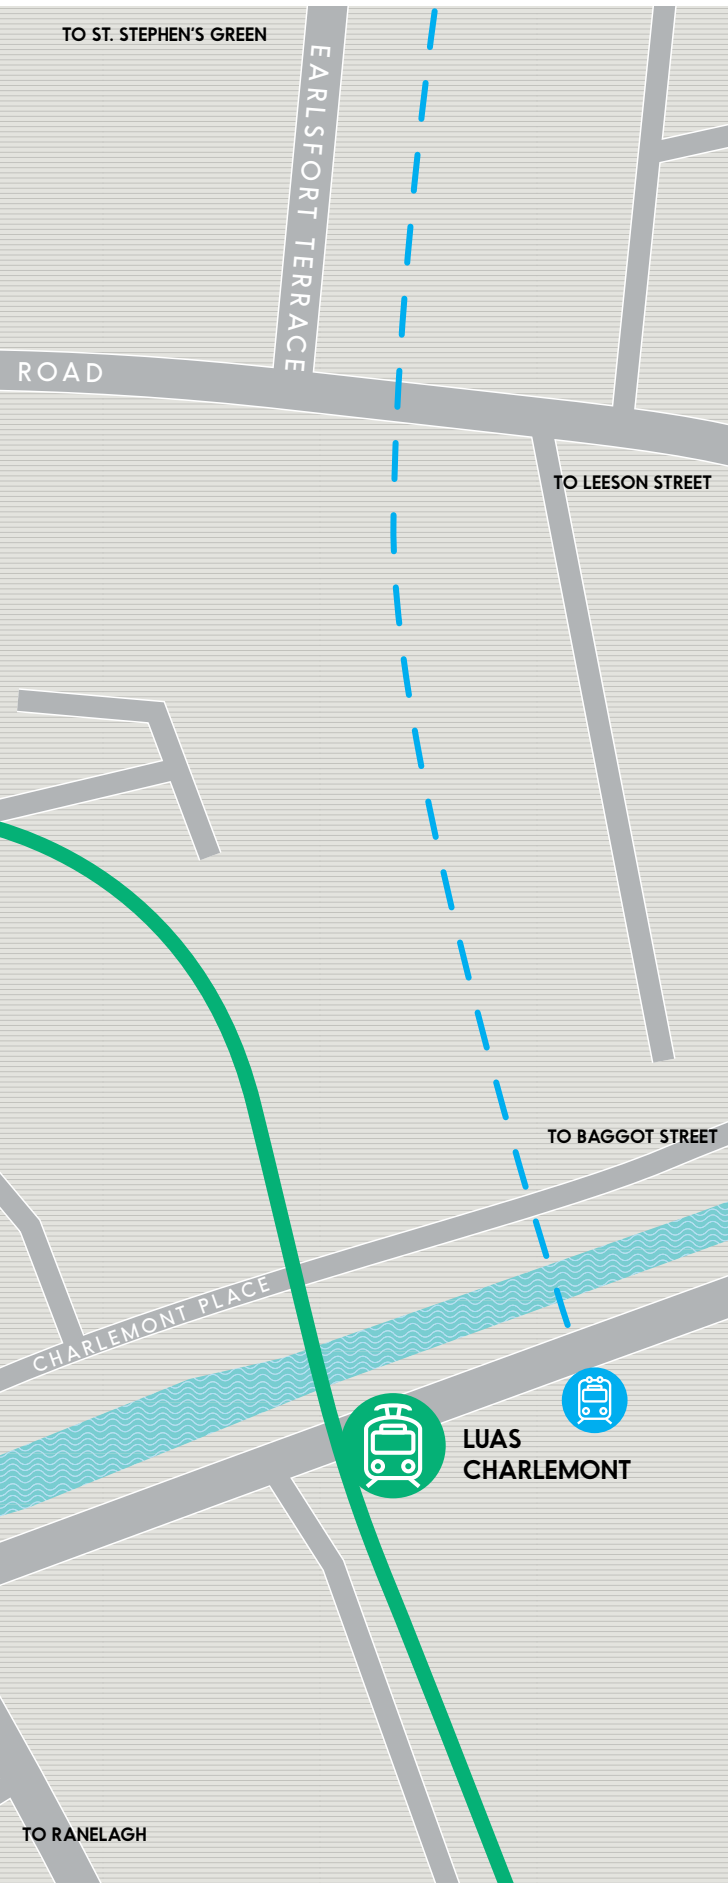 TO ST. STEPHEN'S GREEN
EARLSFORT TERRACE
ROAD
TO LEESON STREET
TO BAGGOT STREET
CHARLEMONT PLACE
LUAS
CHARLEMONT
TO RANELAGH